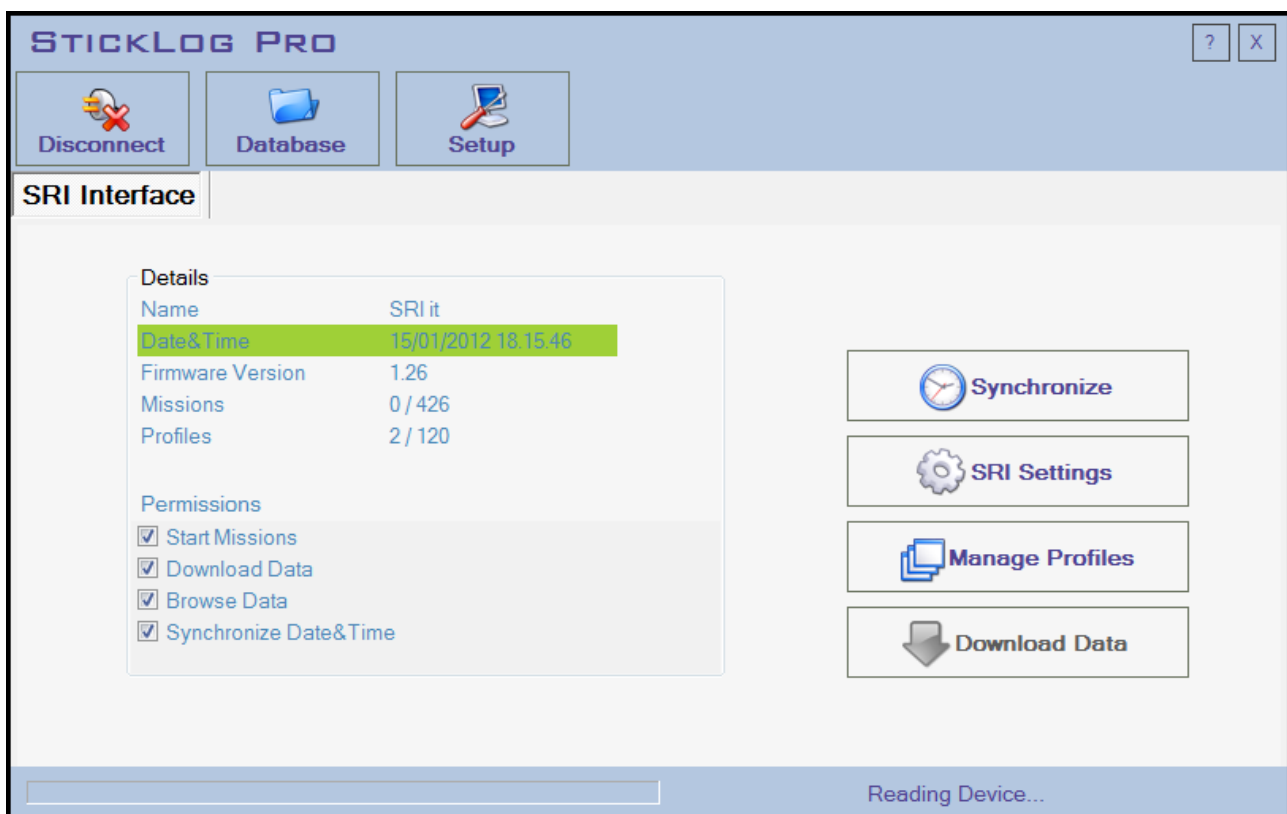 STICKLOG PRO
? X
Disconnect Database Setup
SRI Interface
Details
Name SRI it
Date&Time 15/01/2012 18.15.46
Firmware Version 1.26
Missions 0 / 426
Profiles 2 / 120
Permissions
Start Missions
Download Data
Browse Data
Synchronize Date&Time
Synchronize
SRI Settings
Manage Profiles
Download Data
Reading Device...